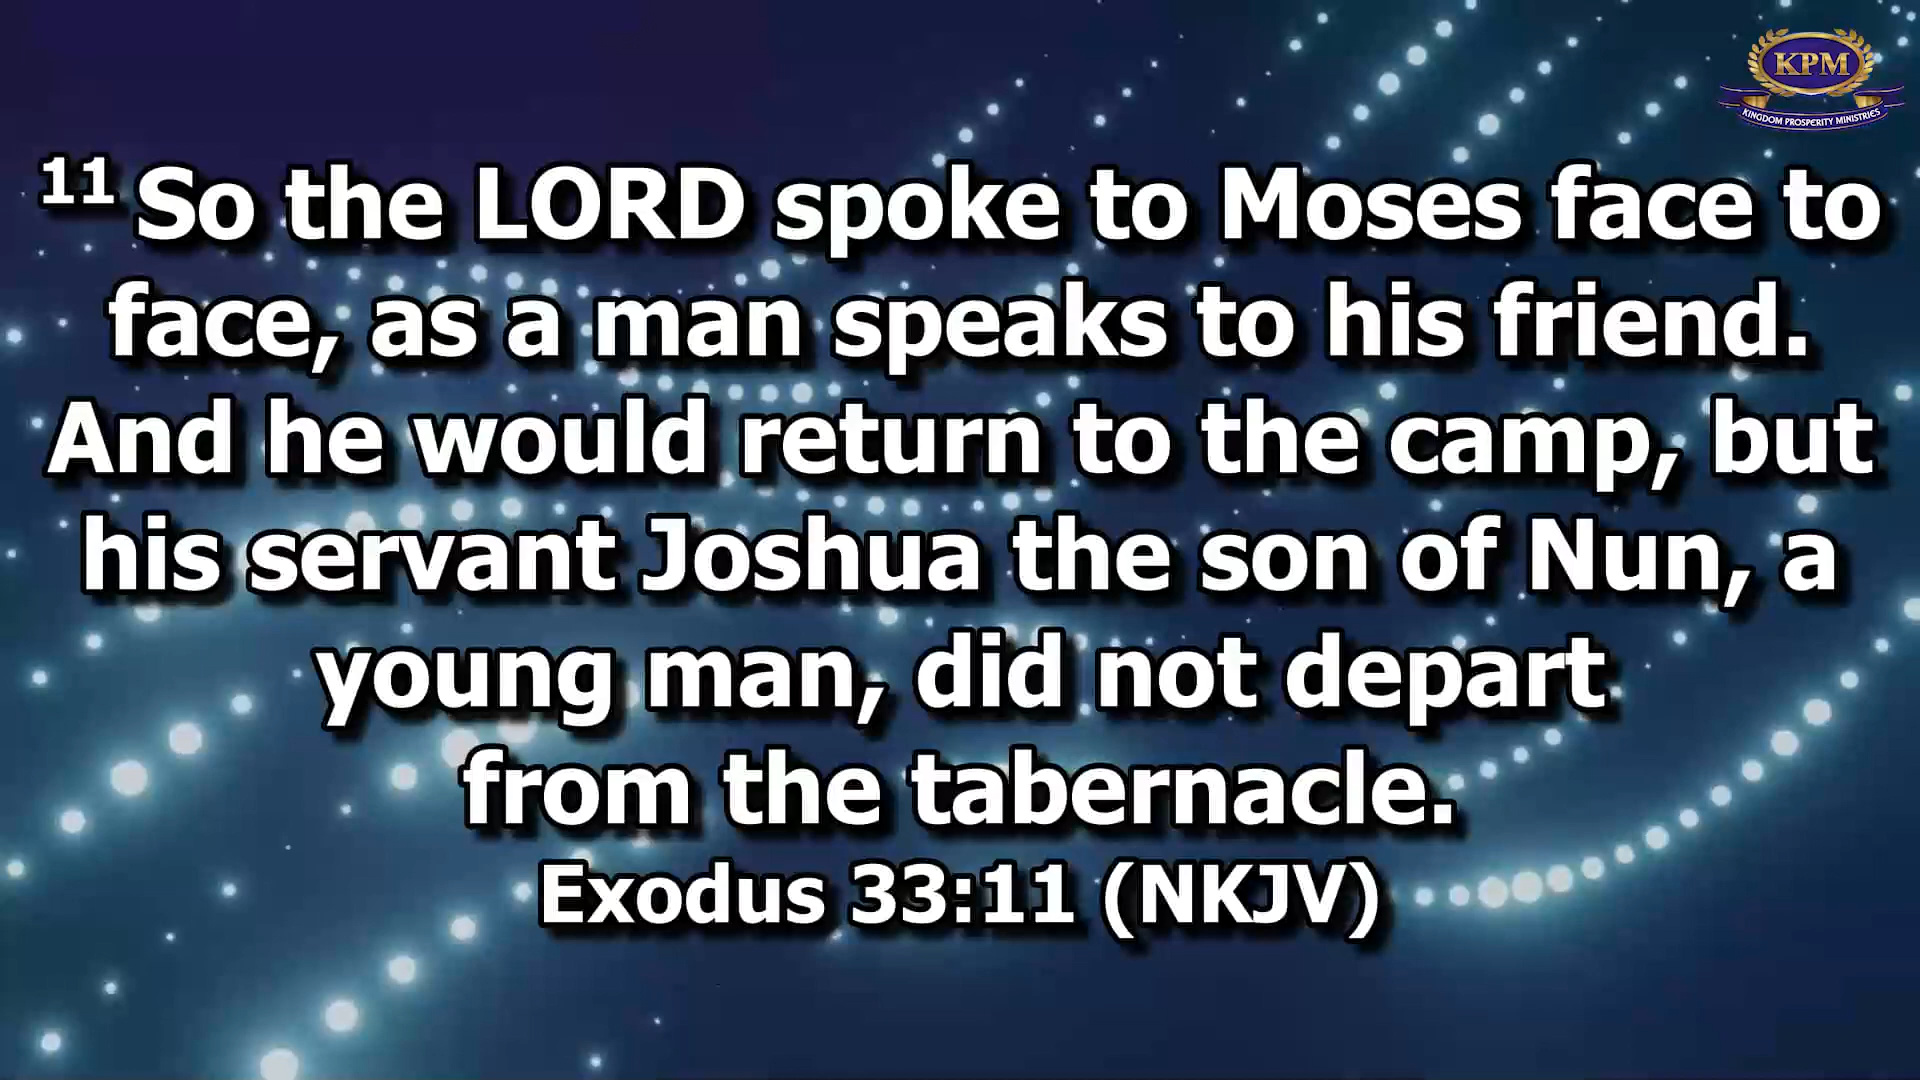 KPM
KINGDOM PROSPERITY MINISTRIES
11 So the LORD spoke to Moses face to
face, as a man speaks to his friend.
And he would return to the camp, but
his servant Joshua the son of Nun, a
young man, did not depart
from the tabernacle.
Exodus 33:11 (NKJV)